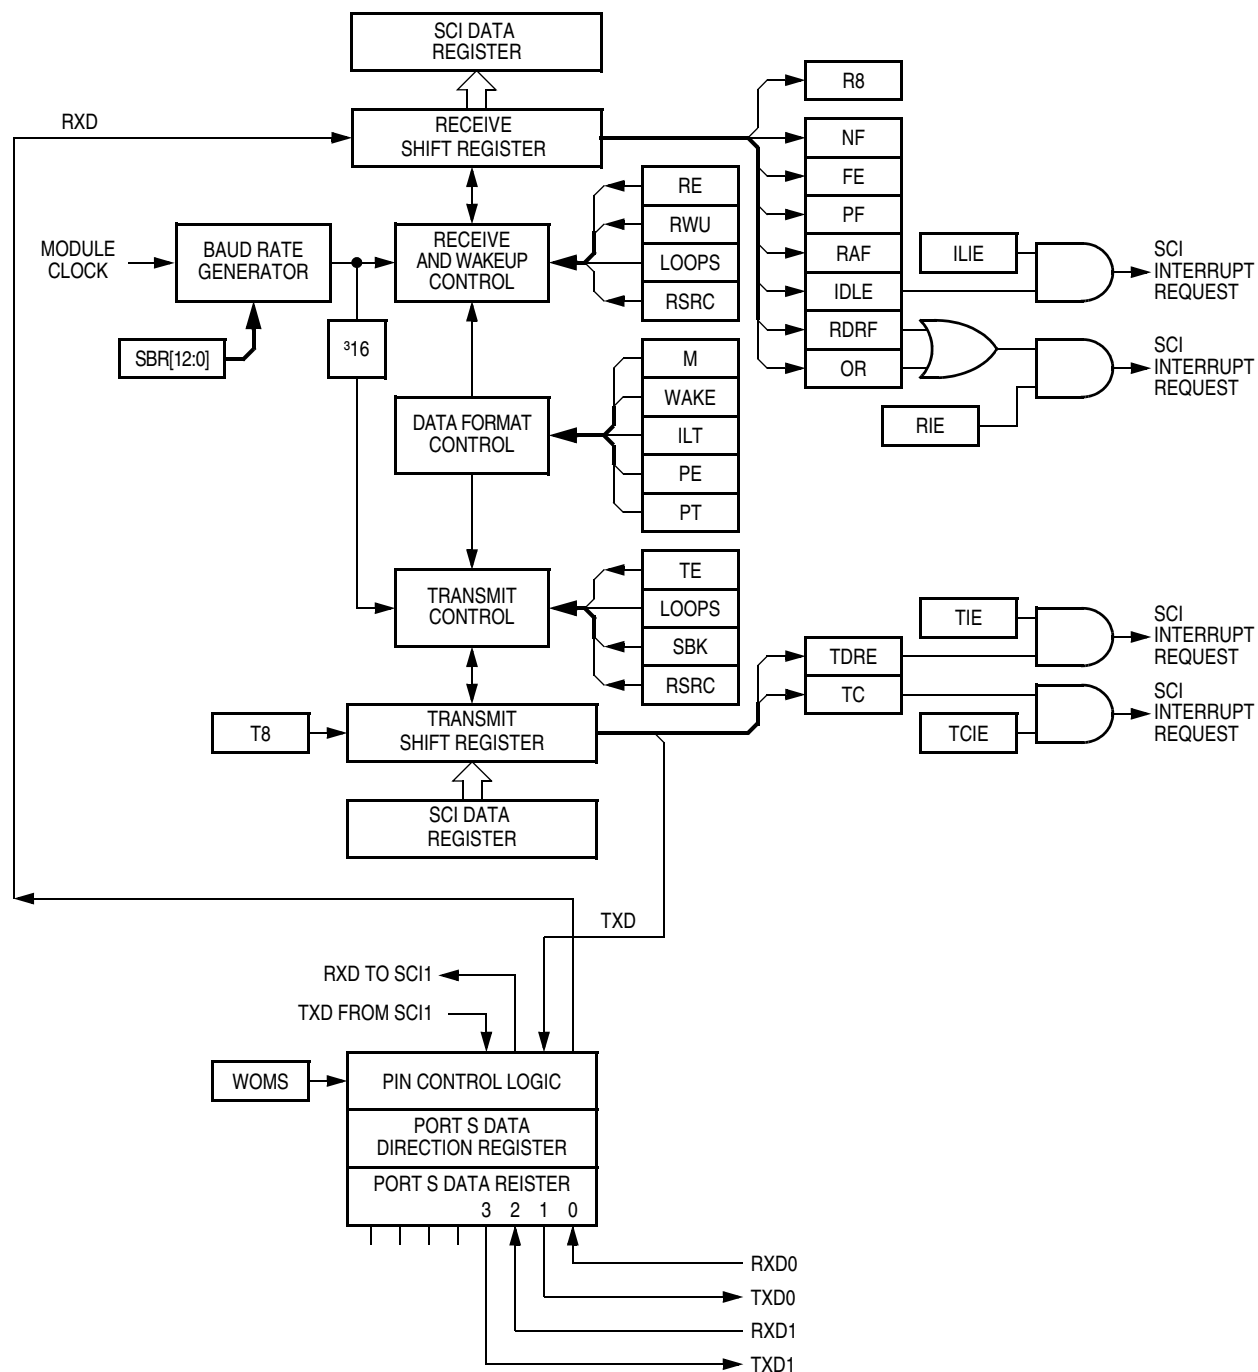 SCI DATA
REGISTER
RXD
RECEIVE
SHIFT REGISTER
R8
NF
FE
PF
RAF
IDLE
RDRF
OR
RE
RWU
LOOPS
RSRC
MODULE
CLOCK
BAUD RATE
GENERATOR
RECEIVE
AND WAKEUP
CONTROL
ILIE
SCI
INTERRUPT
REQUEST
SBR[12:0]
³16
RIE
SCI
INTERRUPT
REQUEST
DATA FORMAT
CONTROL
M
WAKE
ILT
PE
PT
TRANSMIT
CONTROL
TE
LOOPS
SBK
RSRC
TIE
SCI
INTERRUPT
REQUEST
TDRE
TC
TCIE
SCI
INTERRUPT
REQUEST
T8
TRANSMIT
SHIFT REGISTER
SCI DATA
REGISTER
TXD
RXD TO SCI1
TXD FROM SCI1
WOMS
PIN CONTROL LOGIC
PORT S DATA
DIRECTION REGISTER
PORT S DATA REISTER
3 2 1 0
RXD0
TXD0
RXD1
TXD1